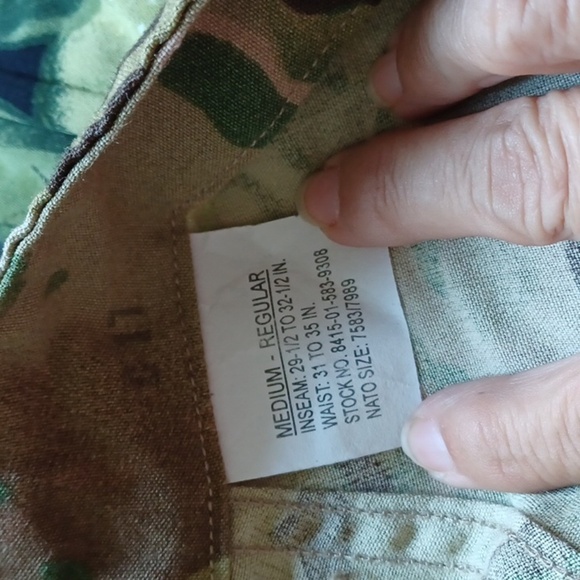 MEDIUM - REGULAR
INSEAM: 29-1/2 TO 32-1/2 IN.
WAIST: 31 TO 35 IN.
STOCK NO. 8415-01-583-9308
NATO SIZE: 7583/7989